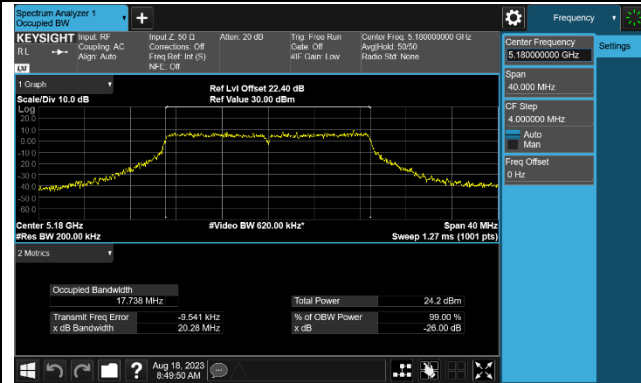 Spectrum Analyzer 1
Occupied BW
Frequency
KEYSIGHT
RL
LXI
Input: RF
Coupling: AC
Align: Auto
Input Z: 50 Ω
Corrections: Off
Freq Ref: Int (S)
NFE: Off
Atten: 20 dB
Trig: Free Run
Gate: Off
#IF Gain: Low
Center Freq: 5.180000000 GHz
Avg|Hold: 50/50
Radio Std: None
Center Frequency
5.180000000 GHz
Settings
Span
40.000 MHz
CF Step
4.000000 MHz
Auto
Man
Freq Offset
0 Hz
1 Graph
Scale/Div 10.0 dB
Ref Lvl Offset 22.40 dB
Ref Value 30.00 dBm
Log
20.0
10.0
0.00
-10.0
-20.0
-30.0
-40.0
-50.0
-60.0
Center 5.18 GHz
#Video BW 620.00 kHz*
Span 40 MHz
#Res BW 200.00 kHz
Sweep 1.27 ms (1001 pts)
2 Metrics
Occupied Bandwidth
17.738 MHz
Total Power 24.2 dBm
Transmit Freq Error -9.541 kHz
% of OBW Power 99.00 %
x dB Bandwidth 20.28 MHz
x dB -26.00 dB
?
Aug 18, 2023
8:49:50 AM